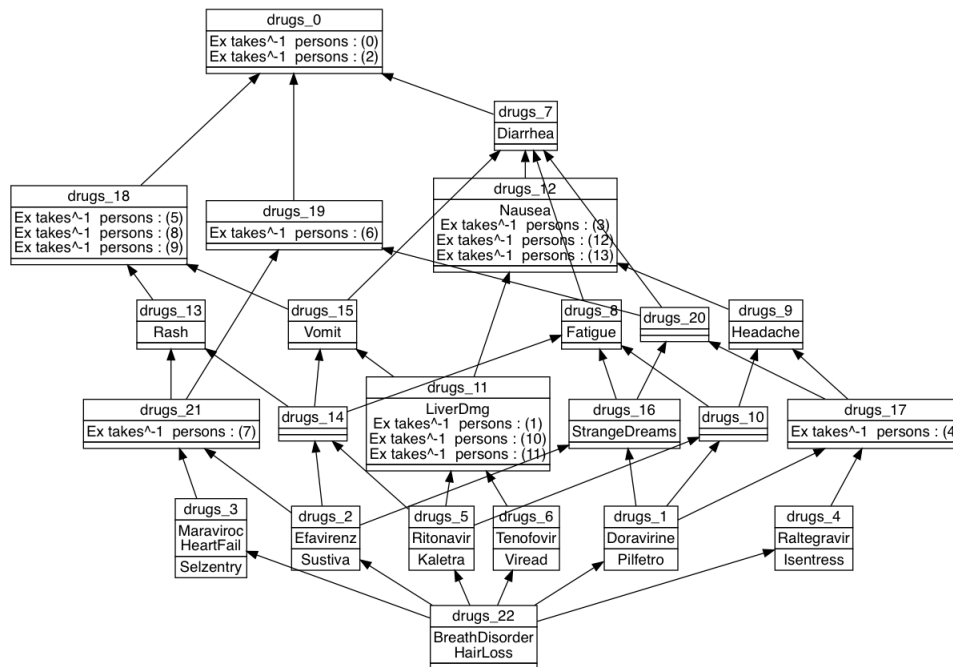 drugs_0
Ex takes^-1 persons : (0)
Ex takes^-1 persons : (2)
drugs_7
Diarrhea
drugs_18
Ex takes^-1 persons : (5)
Ex takes^-1 persons : (8)
Ex takes^-1 persons : (9)
drugs_19
Ex takes^-1 persons : (6)
drugs_12
Nausea
Ex takes^-1 persons : (3)
Ex takes^-1 persons : (12)
Ex takes^-1 persons : (13)
drugs_13
Rash
drugs_15
Vomit
drugs_8
Fatigue
drugs_20
drugs_9
Headache
drugs_21
Ex takes^-1 persons : (7)
drugs_14
drugs_11
LiverDmg
Ex takes^-1 persons : (1)
Ex takes^-1 persons : (10)
Ex takes^-1 persons : (11)
drugs_16
StrangeDreams
drugs_10
drugs_17
Ex takes^-1 persons : (4
drugs_3
Maraviroc
HeartFail
Selzentry
drugs_2
Efavirenz
Sustiva
drugs_5
Ritonavir
Kaletra
drugs_6
Tenofovir
Viread
drugs_1
Doravirine
Pilfetro
drugs_4
Raltegravir
Isentress
drugs_22
BreathDisorder
HairLoss